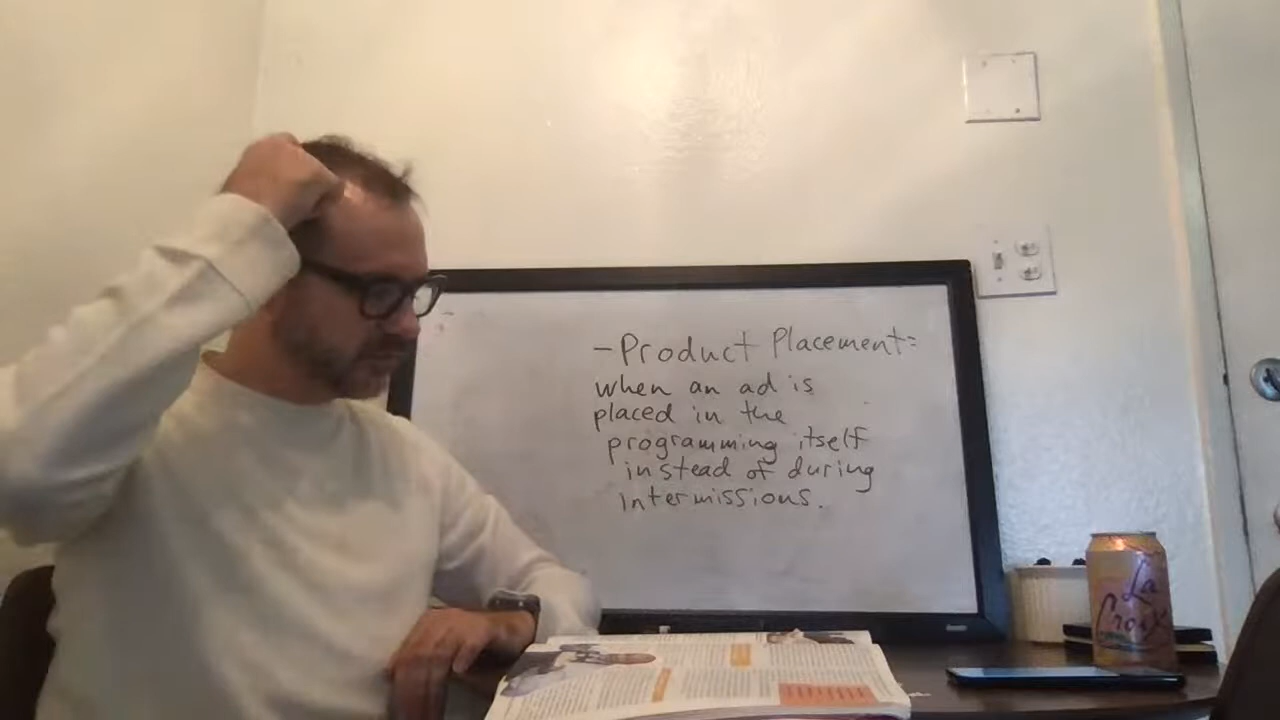 - Product Placement:
when an ad is
placed in the
programming itself
instead of during
intermissions.
La
Croix